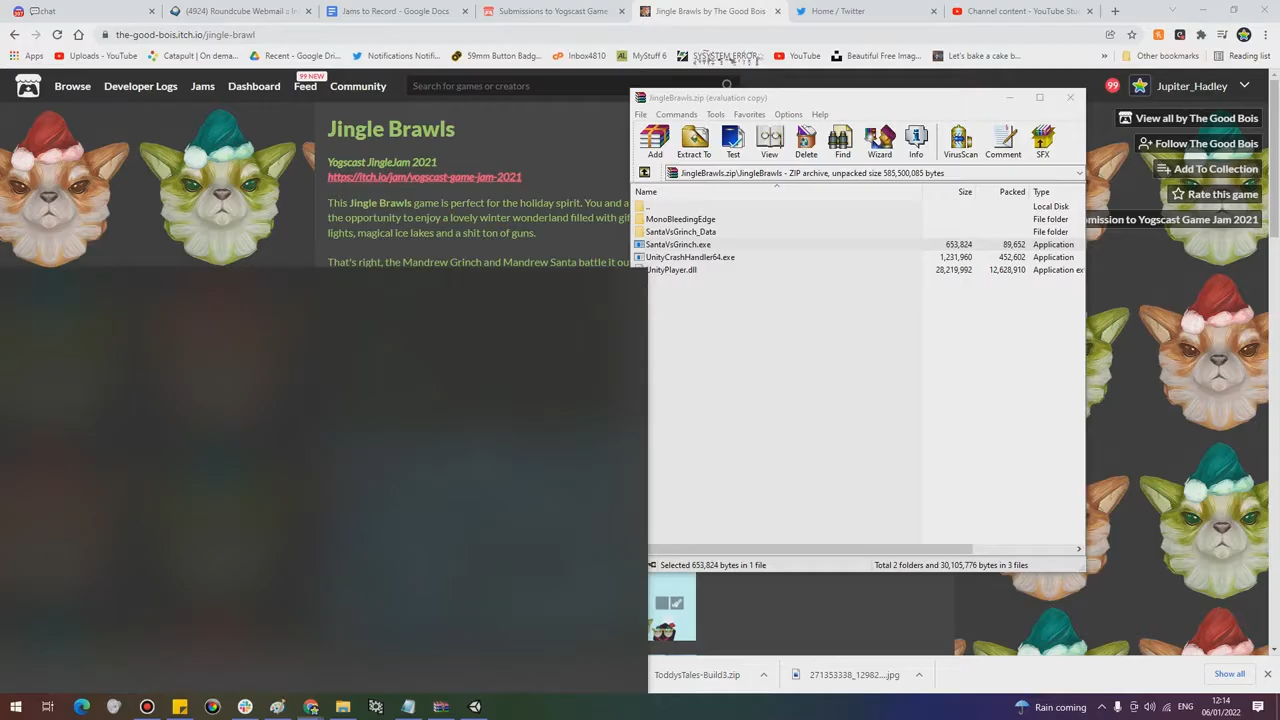 chat
(4924) Roundcube Webmail :: In
Jams to Record - Google Docs
Submissions to Yogscast Game
Jingle Brawls by The Good Bois
Home / Twitter
Channel content - YouTube Stu
the-good-bois.itch.io/jingle-brawl
Apps
Uploads - YouTube
Catapult | On dema...
Recent - Google Dri...
Notifications Notifi...
59mm Button Badg...
Inbox4810
MyStuff 6
YouTube
Beautiful Free Imag...
Let's bake a cake b...
Other bookmarks
Reading list
Browse
Developer Logs
Jams
Dashboard
99 NEW
Feed
Community
Search for games or creators
99
Jupiter_Hadley
View all by The Good Bois
Follow The Good Bois
Add To Collection
Rate this game
mission to Yogscast Game Jam 2021
Jingle Brawls
Yogscast JingleJam 2021
https://itch.io/jam/yogscast-game-jam-2021
This Jingle Brawls game is perfect for the holiday spirit. You and a
the opportunity to enjoy a lovely winter wonderland filled with gif
lights, magical ice lakes and a shit ton of guns.
That's right, the Mandrew Grinch and Mandrew Santa battle it ou
JingleBrawls.zip (evaluation copy)
File
Commands
Tools
Favorites
Options
Help
Add
Extract To
Test
View
Delete
Find
Wizard
Info
VirusScan
Comment
SFX
JingleBrawls.zip\JingleBrawls - ZIP archive, unpacked size 585,500,085 bytes
Name Size Packed Type
.. Local Disk
MonoBleedingEdge File folder
SantaVsGrinch_Data File folder
SantaVsGrinch.exe 653,824 89,652 Application
UnityCrashHandler64.exe 1,231,960 452,602 Application
UnityPlayer.dll 28,219,992 12,628,910 Application ex
Selected 653,824 bytes in 1 file
Total 2 folders and 30,105,776 bytes in 3 files
ToddysTales-Build3.zip
271353338_12982....jpg
Show all
Rain coming
ENG
12:14
06/01/2022